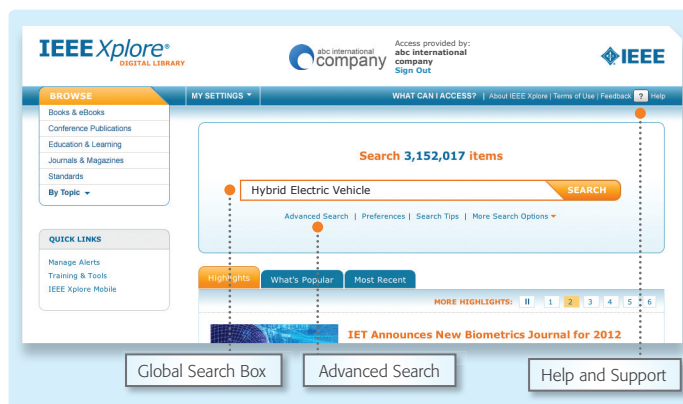 IEEE Xplore®
DIGITAL LIBRARY
abc international
company
Access provided by:
abc international
company
Sign Out
IEEE
BROWSE
MY SETTINGS
WHAT CAN I ACCESS? | About IEEE Xplore | Terms of Use | Feedback ? Help
Books & eBooks
Conference Publications
Education & Learning
Journals & Magazines
Standards
By Topic
Search 3,152,017 items
Hybrid Electric Vehicle
SEARCH
Advanced Search | Preferences | Search Tips | More Search Options
QUICK LINKS
Manage Alerts
Training & Tools
IEEE Xplore Mobile
Highlights
What's Popular
Most Recent
MORE HIGHLIGHTS: 1 2 3 4 5 6
IET Announces New Biometrics Journal for 2012
Global Search Box
Advanced Search
Help and Support